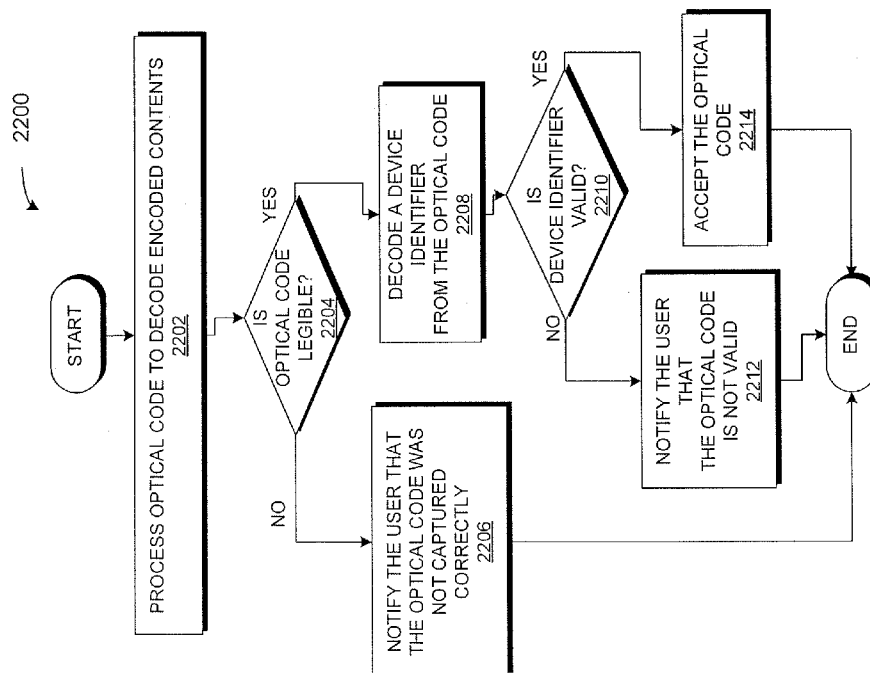 2200
START
PROCESS OPTICAL CODE TO DECODE ENCODED CONTENTS
2202
IS
OPTICAL CODE
LEGIBLE?
2204
NO
YES
NOTIFY THE USER THAT
THE OPTICAL CODE WAS
NOT CAPTURED
CORRECTLY
2206
DECODE A DEVICE
IDENTIFIER
FROM THE OPTICAL CODE
2208
IS
DEVICE IDENTIFIER
VALID?
2210
NO
YES
NOTIFY THE USER
THAT
THE OPTICAL CODE
IS NOT VALID
2212
ACCEPT THE OPTICAL
CODE
2214
END